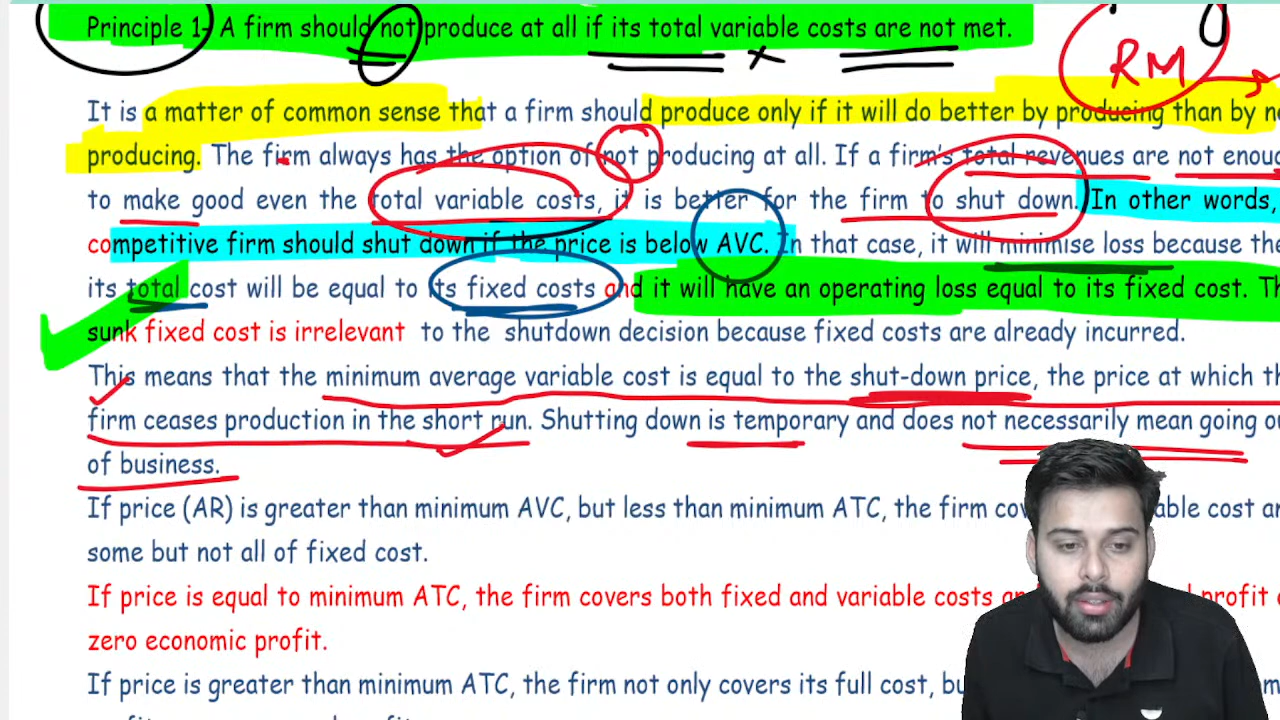 Principle 1- A firm should not produce at all if its total variable costs are not met.
RM
It is a matter of common sense that a firm should produce only if it will do better by producing than by
producing. The firm always has the option of not producing at all. If a firm's total revenues are not
to make good even the total variable costs, it is better for the firm to shut down. In other words,
competitive firm should shut down if the price is below AVC. In that case, it will minimise loss because
its total cost will be equal to its fixed costs and it will have an operating loss equal to its fixed cost.
sunk fixed cost is irrelevant to the shutdown decision because fixed costs are already incurred.
This means that the minimum average variable cost is equal to the shut-down price, the price at which
firm ceases production in the short run. Shutting down is temporary and does not necessarily mean going
of business.
If price (AR) is greater than minimum AVC, but less than minimum ATC, the firm
some but not all of fixed cost.
If price is equal to minimum ATC, the firm covers both fixed and variable costs
zero economic profit.
If price is greater than minimum ATC, the firm not only covers its full cost,